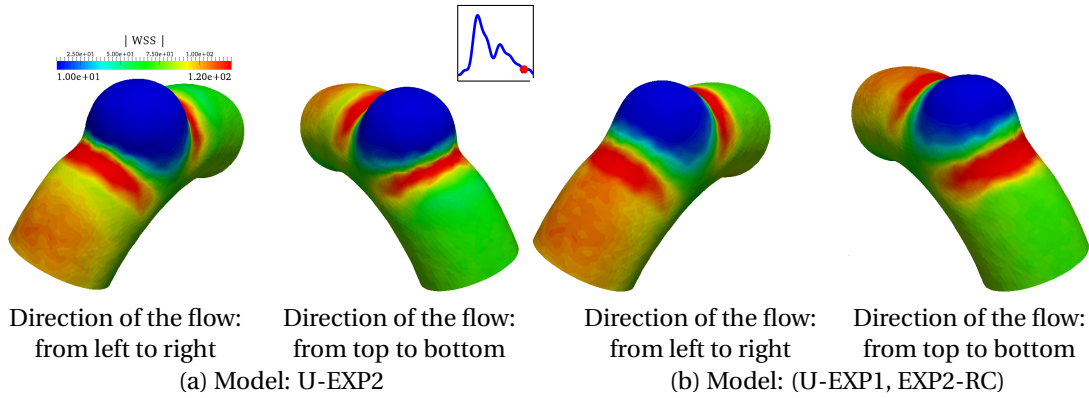 | WSS |
2.50e+01 5.00e+01 7.50e+01 1.00e+02
1.00e+01 1.20e+02
Direction of the flow:
from left to right
Direction of the flow:
from top to bottom
(a) Model: U-EXP2
Direction of the flow:
from left to right
Direction of the flow:
from top to bottom
(b) Model: (U-EXP1, EXP2-RC)